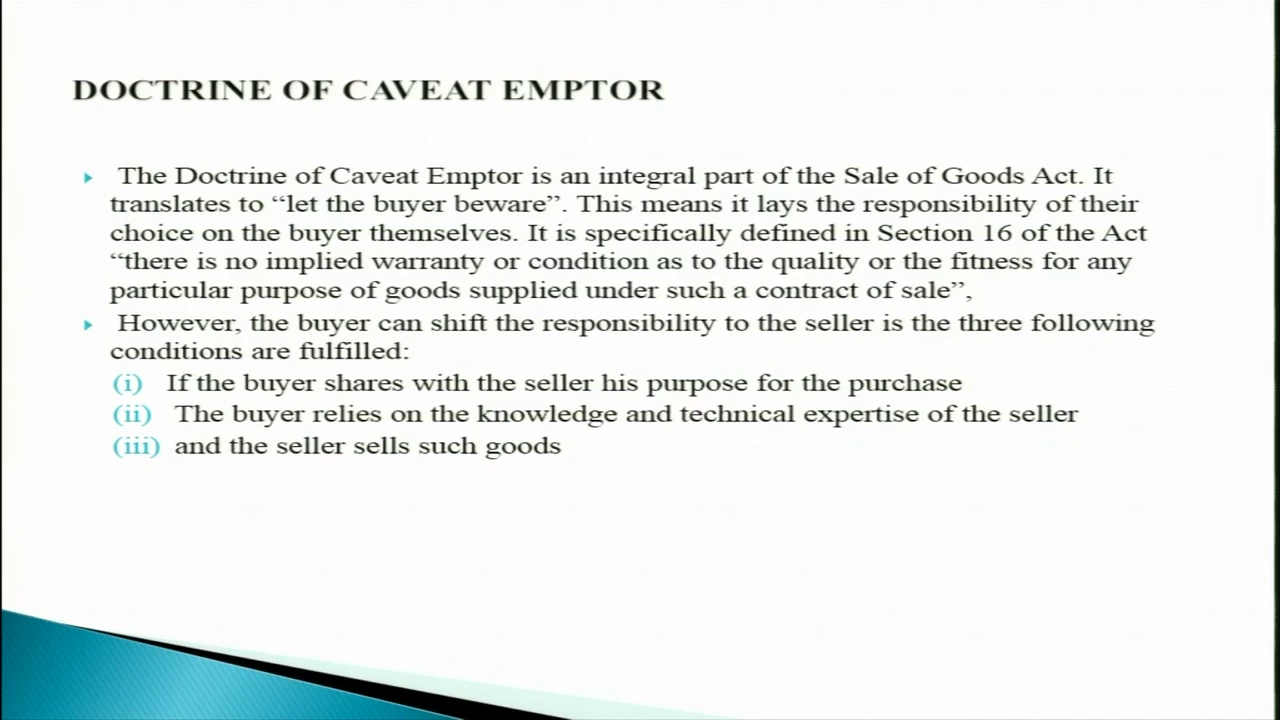 DOCTRINE OF CAVEAT EMPTOR
The Doctrine of Caveat Emptor is an integral part of the Sale of Goods Act. It
translates to “let the buyer beware”. This means it lays the responsibility of their
choice on the buyer themselves. It is specifically defined in Section 16 of the Act
“there is no implied warranty or condition as to the quality or the fitness for any
particular purpose of goods supplied under such a contract of sale”,
However, the buyer can shift the responsibility to the seller is the three following
conditions are fulfilled:
(i) If the buyer shares with the seller his purpose for the purchase
(ii) The buyer relies on the knowledge and technical expertise of the seller
(iii) and the seller sells such goods